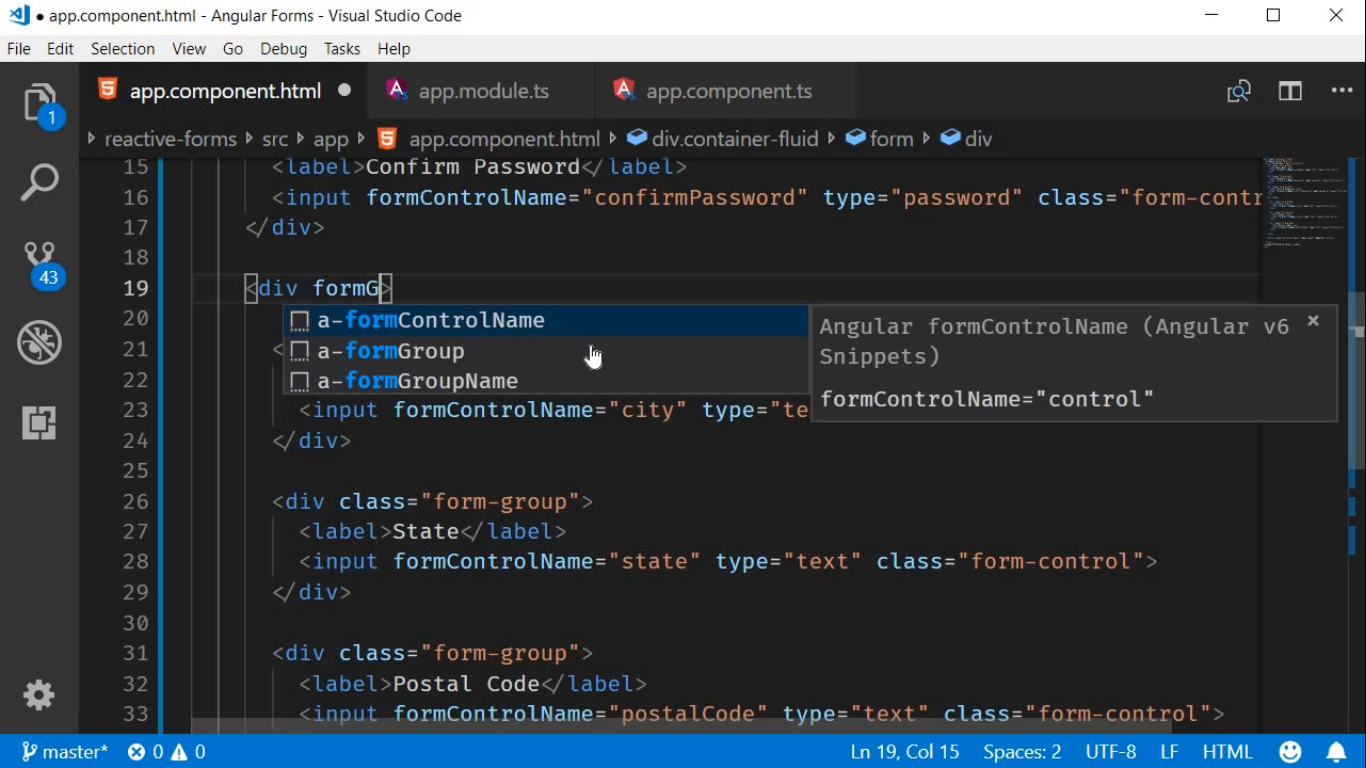 app.component.html - Angular Forms - Visual Studio Code
File Edit Selection View Go Debug Tasks Help
app.component.html app.module.ts app.component.ts
1
reactive-forms src app app.component.html div.container-fluid form div
15 <label>Confirm Password</label>
16 <input formControlName="confirmPassword" type="password" class="form-contr
17 </div>
18
19 <div formG>
20 a-formControlName
21 < a-formGroup
22 a-formGroupName
Angular formControlName (Angular v6
Snippets)
formControlName="control"
23 <input formControlName="city" type="te
24 </div>
25
26 <div class="form-group">
27 <label>State</label>
28 <input formControlName="state" type="text" class="form-control">
29 </div>
30
31 <div class="form-group">
32 <label>Postal Code</label>
33 <input formControlName="postalCode" type="text" class="form-control">
43
master* 0 0 Ln 19, Col 15 Spaces: 2 UTF-8 LF HTML